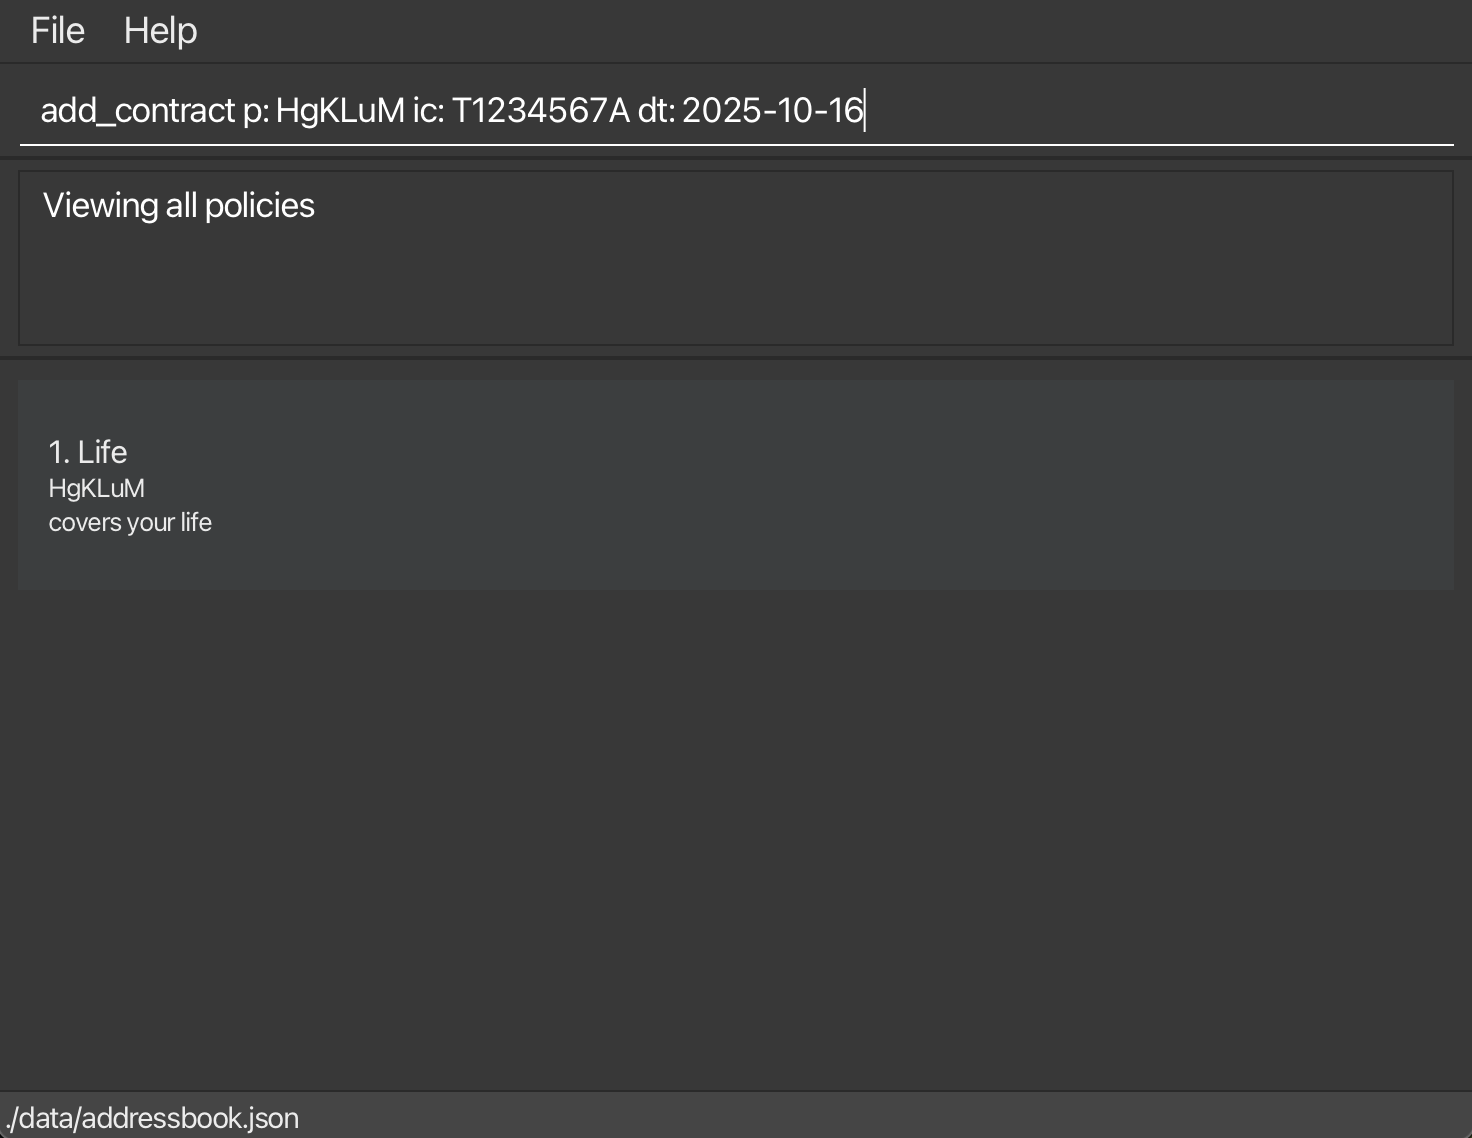 File Help
add_contract p: HgKLuM ic: T1234567A dt: 2025-10-16
Viewing all policies
1. Life
HgKLuM
covers your life
./data/addressbook.json